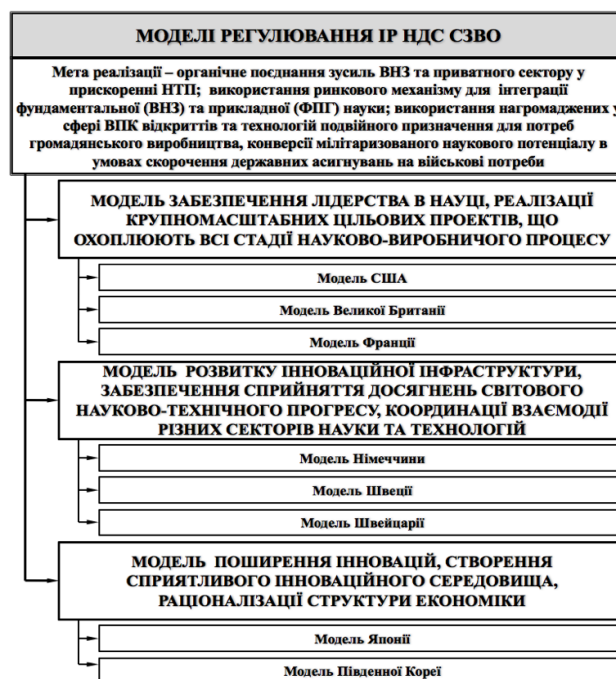 МОДЕЛІ РЕГУЛЮВАННЯ ІР НДС СЗВО
Мета реалізації – органічне поєднання зусиль ВНЗ та приватного сектору у
прискоренні НТП; використання ринкового механізму для інтеграції
фундаментальної (ВНЗ) та прикладної (ФПГ) науки; використання нагромаджених у
сфері ВПК відкриттів та технологій подвійного призначення для потреб
громадянського виробництва, конверсії мілітаризованого наукового потенціалу в
умовах скорочення державних асигнувань на військові потреби
МОДЕЛЬ ЗАБЕЗПЕЧЕННЯ ЛІДЕРСТВА В НАУЦІ, РЕАЛІЗАЦІЇ
КРУПНОМАСШТАБНИХ ЦІЛЬОВИХ ПРОЕКТІВ, ЩО
ОХОПЛЮЮТЬ ВСІ СТАДІЇ НАУКОВО-ВИРОБНИЧОГО ПРОЦЕСУ
Модель США
Модель Великої Британії
Модель Франції
МОДЕЛЬ РОЗВИТКУ ІННОВАЦІЙНОЇ ІНФРАСТРУКТУРИ,
ЗАБЕЗПЕЧЕННЯ СПРИЙНЯТТЯ ДОСЯГНЕНЬ СВІТОВОГО
НАУКОВО-ТЕХНІЧНОГО ПРОГРЕСУ, КООРДИНАЦІЇ ВЗАЄМОДІЇ
РІЗНИХ СЕКТОРІВ НАУКИ ТА ТЕХНОЛОГІЙ
Модель Німеччини
Модель Швеції
Модель Швейцарії
МОДЕЛЬ ПОШИРЕННЯ ІННОВАЦІЙ, СТВОРЕННЯ
СПРИЯТЛИВОГО ІННОВАЦІЙНОГО СЕРЕДОВИЩА,
РАЦІОНАЛІЗАЦІЇ СТРУКТУРИ ЕКОНОМІКИ
Модель Японії
Модель Південної Кореї